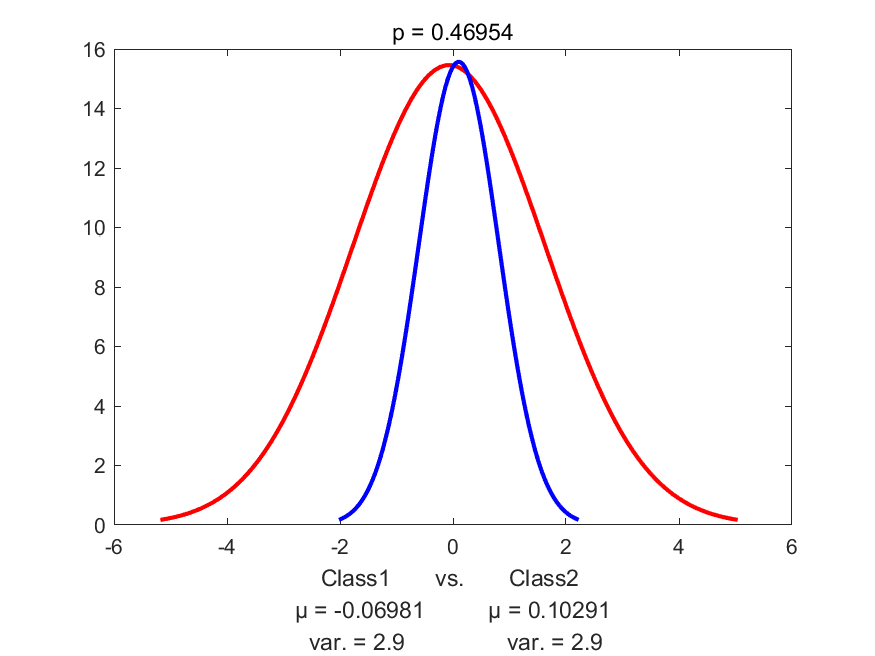 p = 0.46954
16
14
12
10
8
6
4
2
0
-6 -4 -2 0 2 4 6
Class1 vs. Class2
μ = -0.06981 μ = 0.10291
var. = 2.9 var. = 2.9